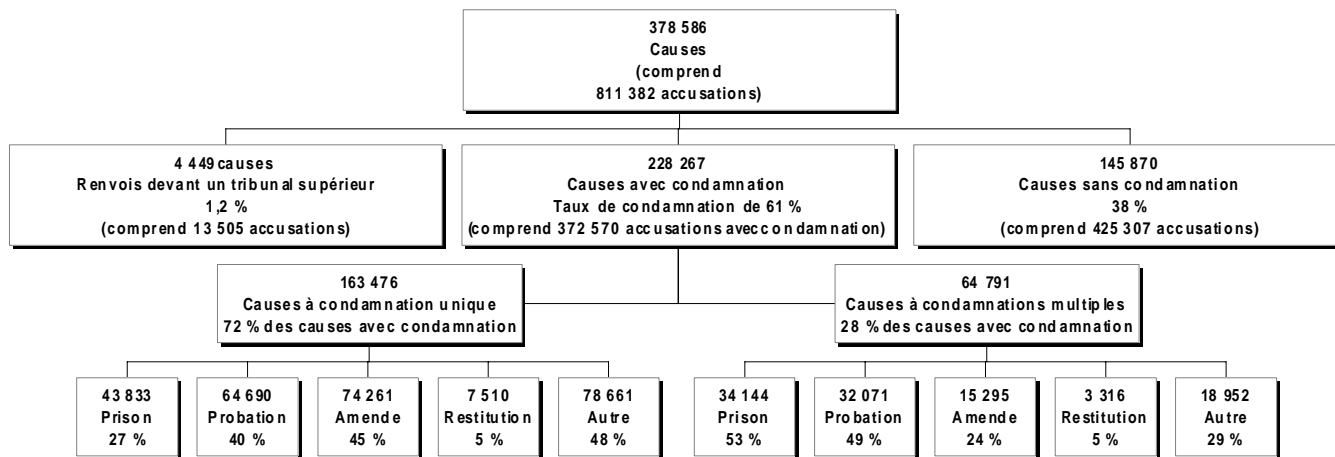 378 586
Causes
(comprend
811 382 accusations)
4 449 causes
Renvois devant un tribunal supérieur
1,2 %
(comprend 13 505 accusations)
228 267
Causes avec condamnation
Taux de condamnation de 61 %
(comprend 372 570 accusations avec condamnation)
145 870
Causes sans condamnation
38 %
(comprend 425 307 accusations)
163 476
Causes à condamnation unique
72 % des causes avec condamnation
64 791
Causes à condamnations multiples
28 % des causes avec condamnation
43 833
Prison
27 %
64 690
Probation
40 %
74 261
Amende
45 %
7 510
Restitution
5 %
78 661
Autre
48 %
34 144
Prison
53 %
32 071
Probation
49 %
15 295
Amende
24 %
3 316
Restitution
5 %
18 952
Autre
29 %